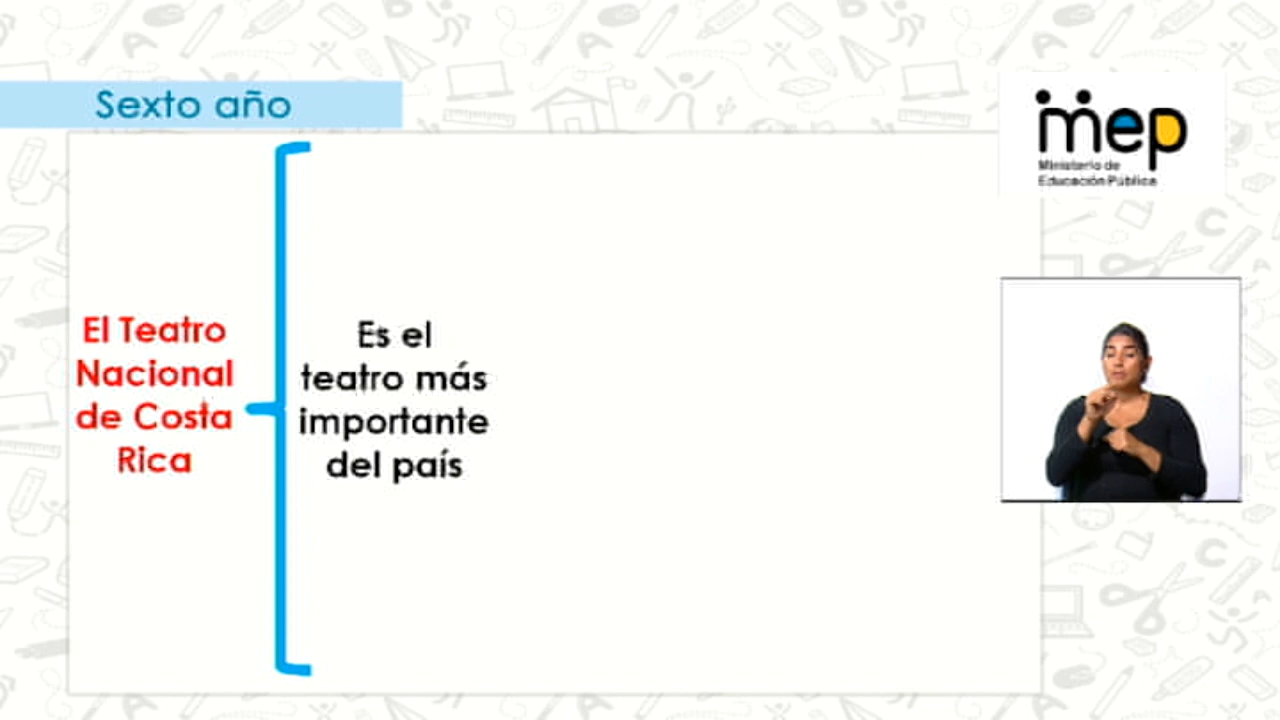 Sexto año
mep
Ministerio de
Educación Pública
El Teatro
Nacional
de Costa
Rica
Es el
teatro más
importante
del país